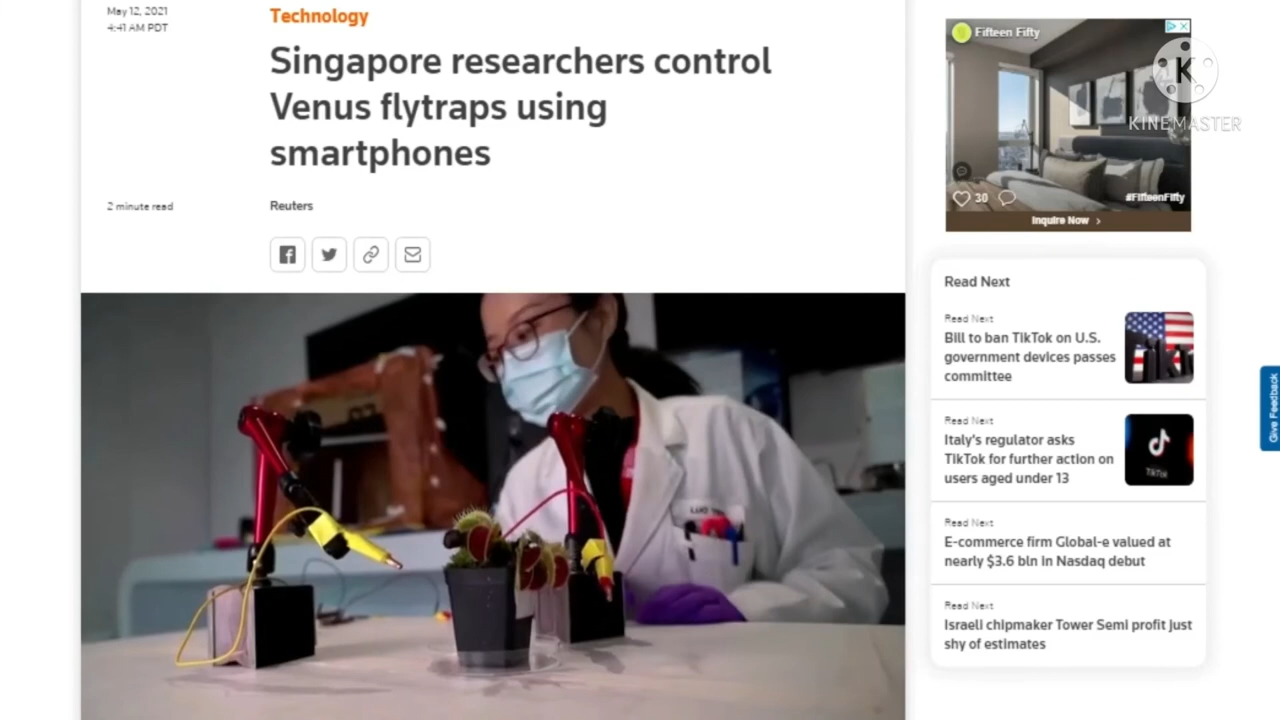 May 12, 2021
4:41 AM PDT
Technology
Singapore researchers control
Venus flytraps using
smartphones
2 minute read
Reuters
Fifteen Fifty
30
#FifteenFifty
Inquire Now
K
KINEMASTER
Read Next
Read Next
Bill to ban TikTok on U.S.
government devices passes
committee
Read Next
Italy's regulator asks
TikTok for further action on
users aged under 13
TikTok
Read Next
E-commerce firm Global-e valued at
nearly $3.6 bln in Nasdaq debut
Read Next
Israeli chipmaker Tower Semi profit just
shy of estimates
Give Feedback
LUO